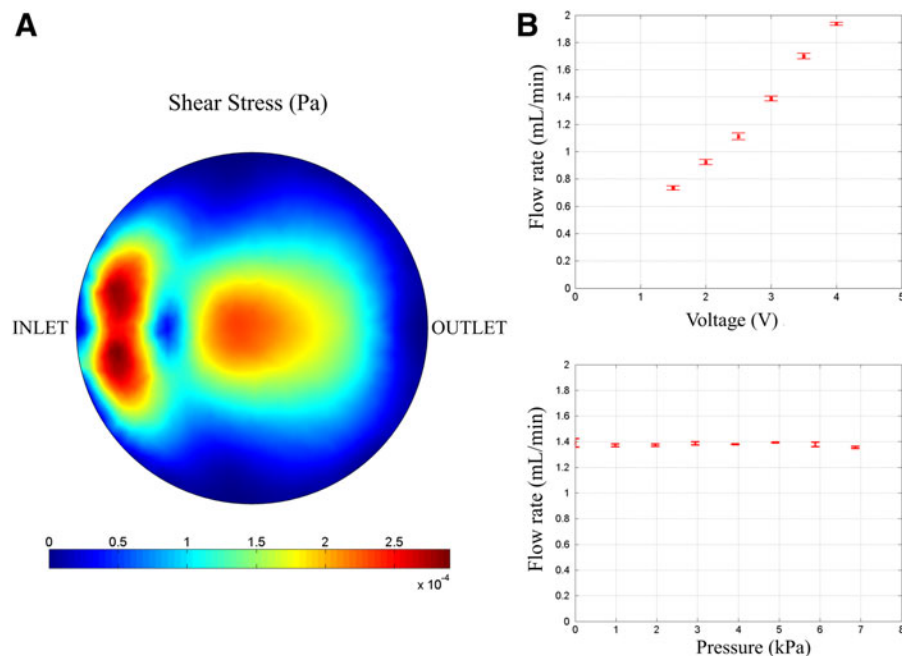 A
Shear Stress (Pa)
INLET
OUTLET
0 0.5 1 1.5 2 2.5
x 10⁻⁴
B
Flow rate (mL/min)
2
1.8
1.6
1.4
1.2
1
0.8
0.6
0.4
0.2
0
0 1 2 3 4 5
Voltage (V)
Flow rate (mL/min)
2
1.8
1.6
1.4
1.2
1
0.8
0.6
0.4
0.2
0
0 1 2 3 4 5 6 7 8
Pressure (kPa)